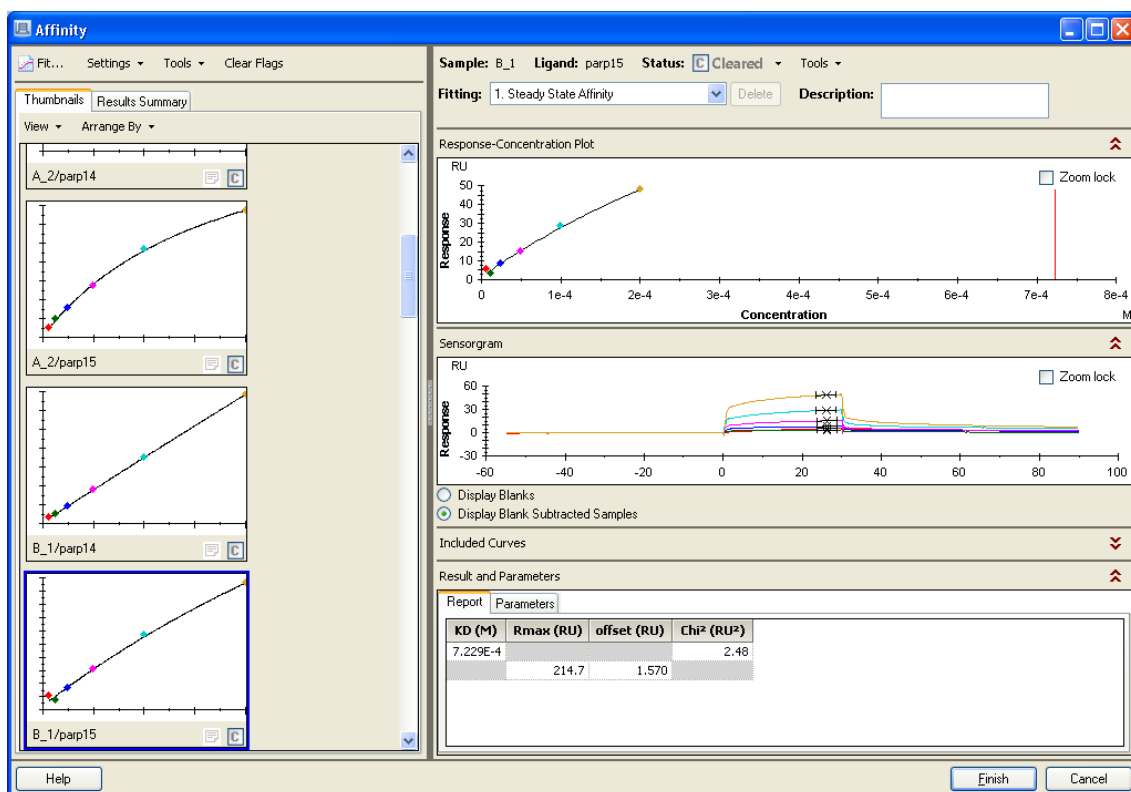 Affinity
Fit... Settings Tools Clear Flags
Thumbnails Results Summary
View Arrange By
A_2/parp14 C
A_2/parp15 C
B_1/parp14 C
B_1/parp15 C
Sample: B_1 Ligand: parp15 Status: C Cleared Tools
Fitting: 1. Steady State Affinity Delete Description:
Response-Concentration Plot
RU
Zoom lock
50
40
30
20
10
0
Response
0 1e-4 2e-4 3e-4 4e-4 5e-4 6e-4 7e-4 8e-4
Concentration M
Sensorgram
RU
Zoom lock
60
30
0
-30
Response
-60 -40 -20 0 20 40 60 80 100
Display Blanks
Display Blank Subtracted Samples
Included Curves
Result and Parameters
Report Parameters
KD (M) Rmax (RU) offset (RU) Chi² (RU²)
7.229E-4 2.48
214.7 1.570
Help Finish Cancel